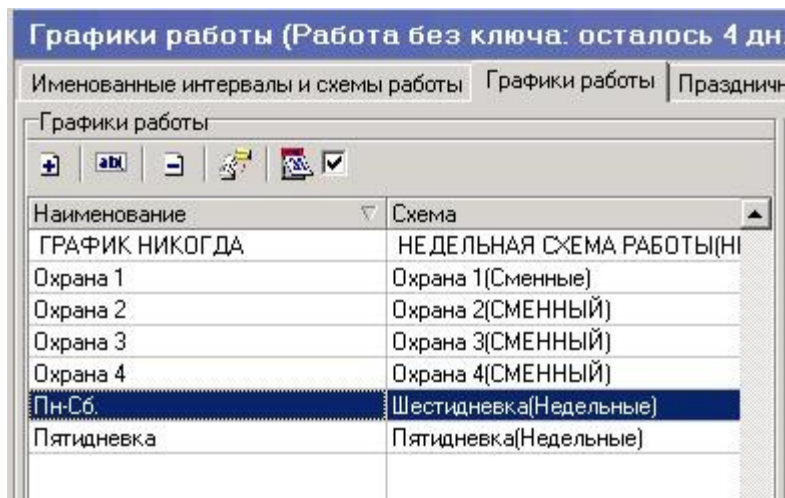 Графики работы (Работа без ключа: осталось 4 дн.
Именованные интервалы и схемы работы Графики работы Праздничн
Графики работы
ab
Наименование Схема
ГРАФИК НИКОГДА НЕДЕЛЬНАЯ СХЕМА РАБОТЫ(НІ
Охрана 1 Охрана 1(Сменные)
Охрана 2 Охрана 2(СМЕННЫЙ)
Охрана 3 Охрана 3(СМЕННЫЙ)
Охрана 4 Охрана 4(СМЕННЫЙ)
Пн-Сб. Шестидневка(Недельные)
Пятидневка Пятидневка(Недельные)